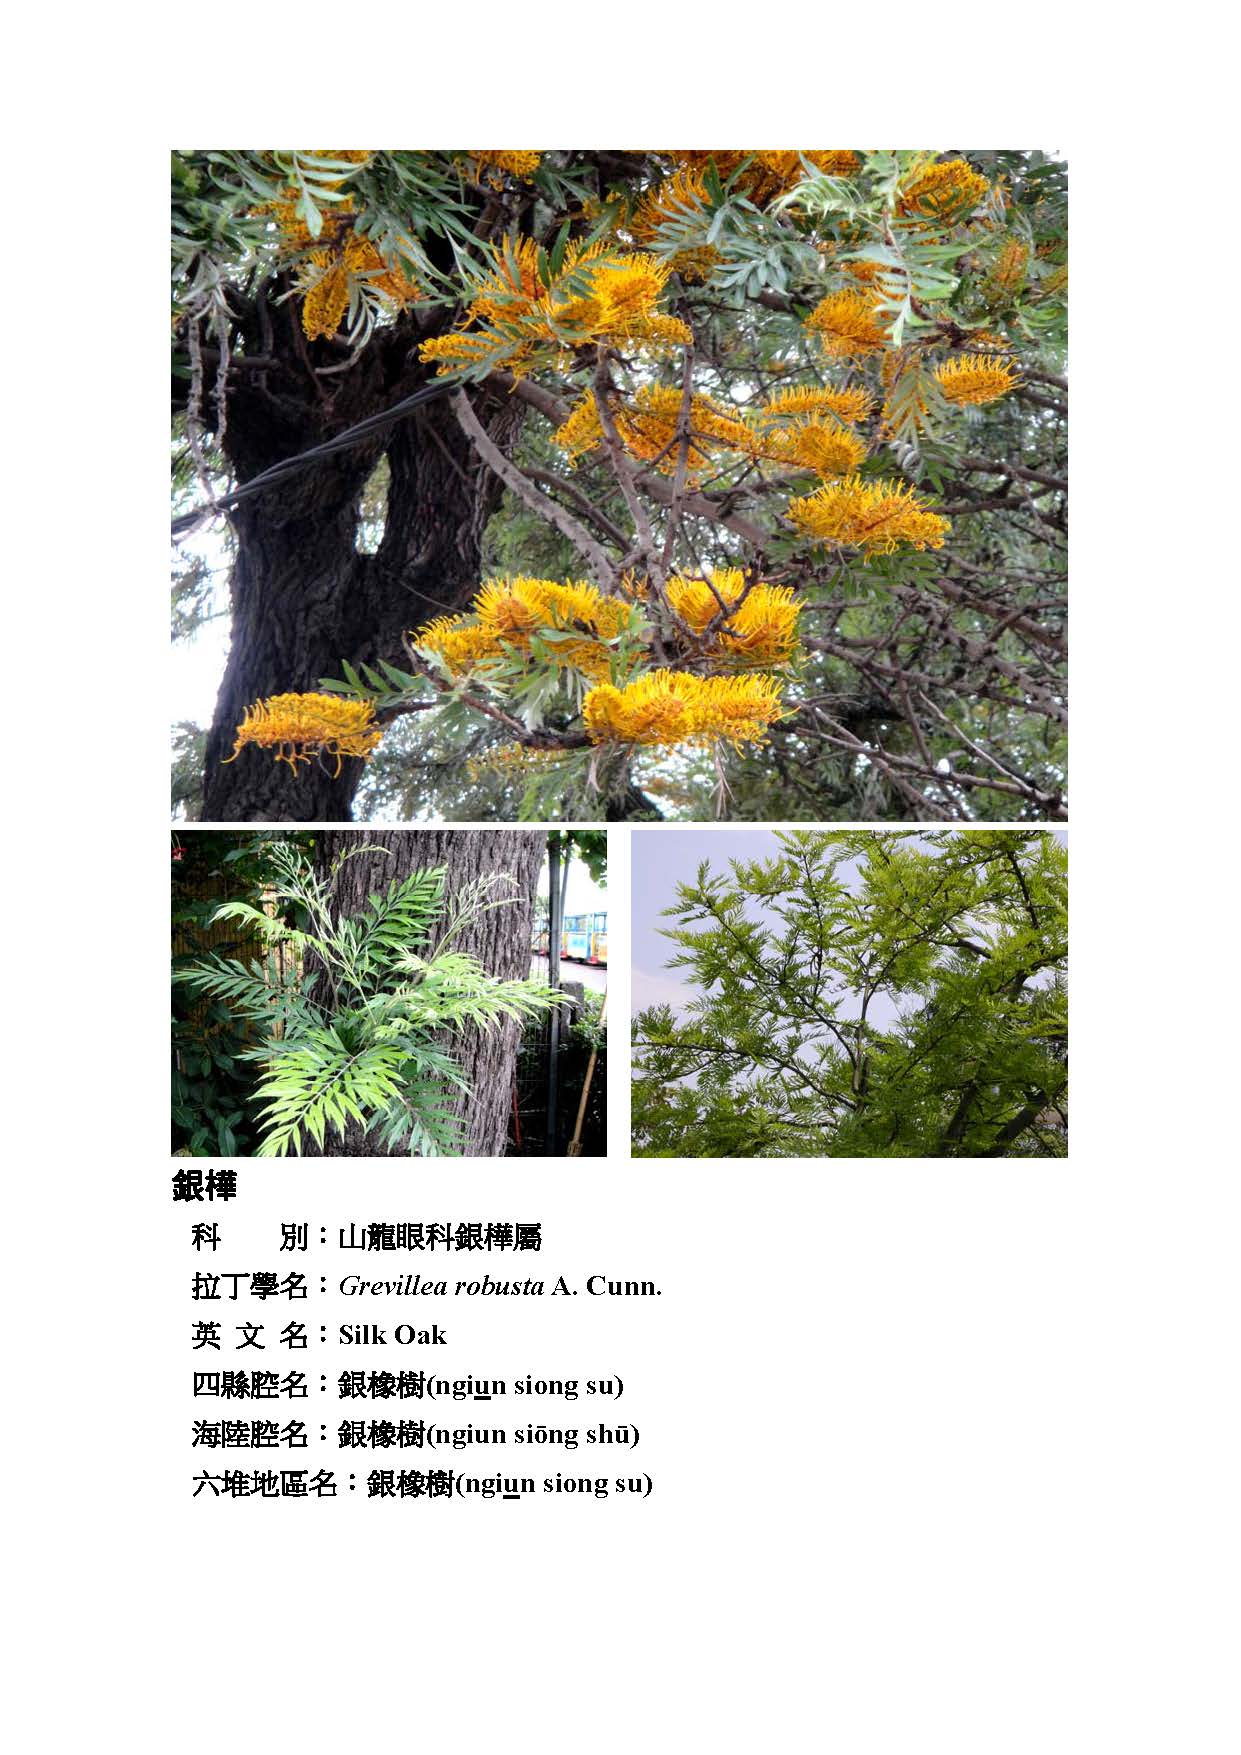 銀樺
科　　別：山龍眼科銀樺屬
拉丁學名：Grevillea robusta A. Cunn.
英 文 名：Silk Oak
四縣腔名：銀橡樹(ngiun siong su)
海陸腔名：銀橡樹(ngiun siōng shū)
六堆地區名：銀橡樹(ngiun siong su)